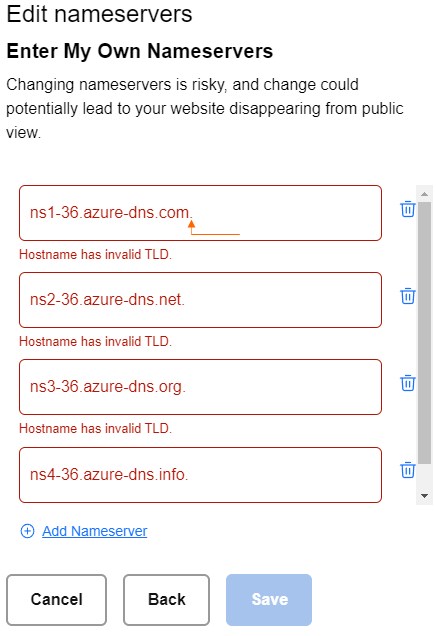 Edit nameservers
Enter My Own Nameservers
Changing nameservers is risky, and change could
potentially lead to your website disappearing from public
view.
ns1-36.azure-dns.com.
Hostname has invalid TLD.
ns2-36.azure-dns.net.
Hostname has invalid TLD.
ns3-36.azure-dns.org.
Hostname has invalid TLD.
ns4-36.azure-dns.info.
Add Nameserver
Cancel
Back
Save